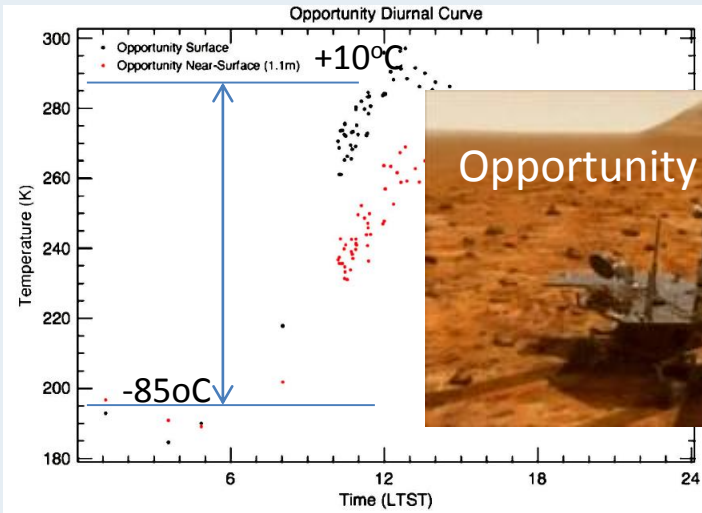 Opportunity Diurnal Curve
Opportunity Surface
Opportunity Near-Surface (1.1m)
+10°C
Opportunity
-85oC
Temperature (K)
300
280
260
240
220
200
180
6
12
18
24
Time (LTST)